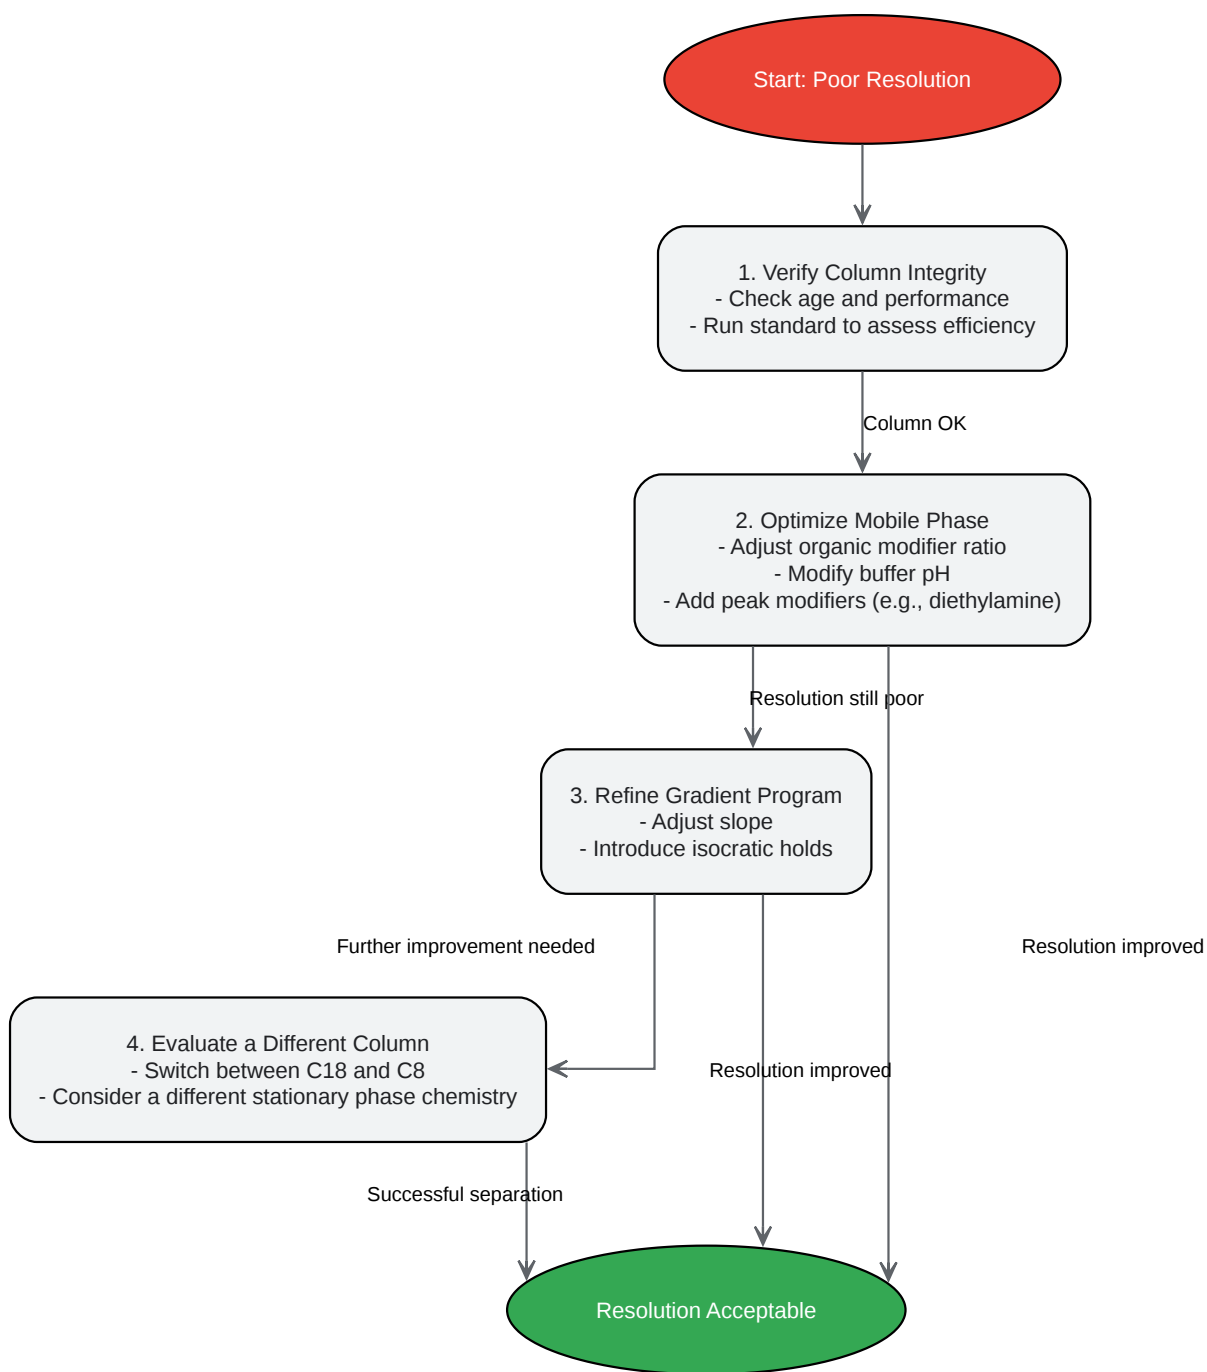 Start: Poor Resolution
1. Verify Column Integrity
- Check age and performance
- Run standard to assess efficiency
Column OK
2. Optimize Mobile Phase
- Adjust organic modifier ratio
- Modify buffer pH
- Add peak modifiers (e.g., diethylamine)
Resolution still poor
3. Refine Gradient Program
- Adjust slope
- Introduce isocratic holds
Further improvement needed
Resolution improved
4. Evaluate a Different Column
- Switch between C18 and C8
- Consider a different stationary phase chemistry
Resolution improved
Successful separation
Resolution Acceptable